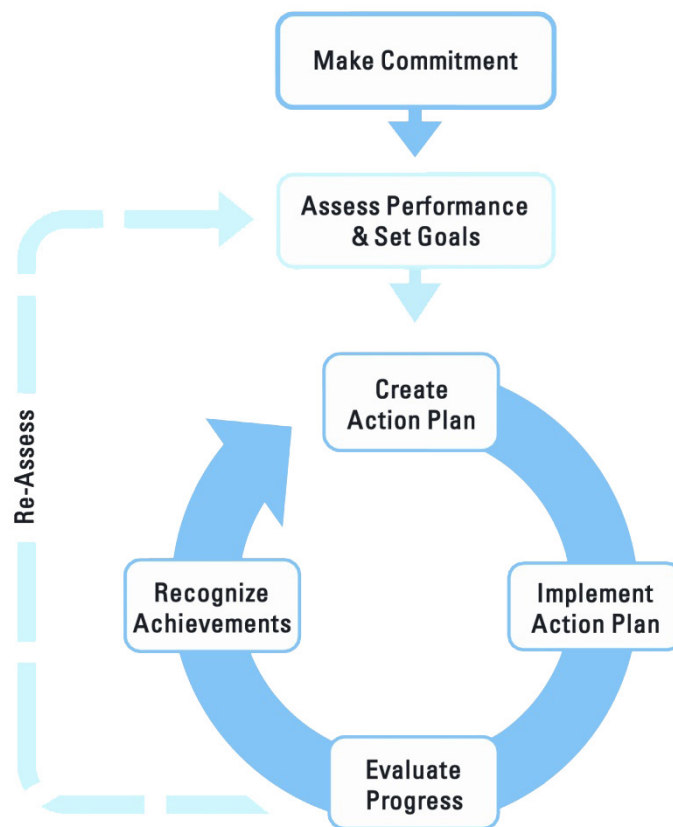 Make Commitment
Assess Performance
& Set Goals
Create
Action Plan
Re-Assess
Recognize
Achievements
Implement
Action Plan
Evaluate
Progress